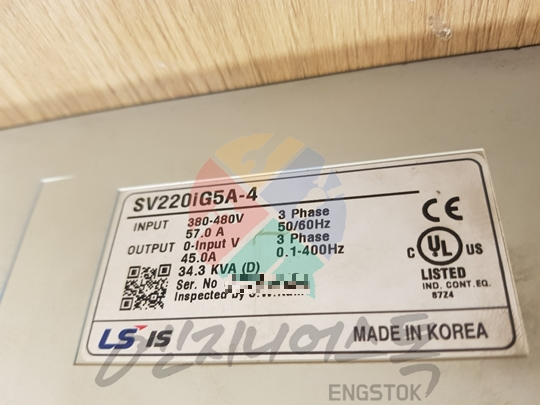 SV220iG5A-4
INPUT 380-480V 3 Phase
57.0 A 50/60Hz
OUTPUT 0-Input V 3 Phase
45.0A 0.1-400Hz
34.3 KVA (D)
Ser. No
Inspected by
CE
C UL US
LISTED
IND. CONT. EQ.
87Z4
LS IS
MADE IN KOREA
엔지니어스톡
ENGSTOK